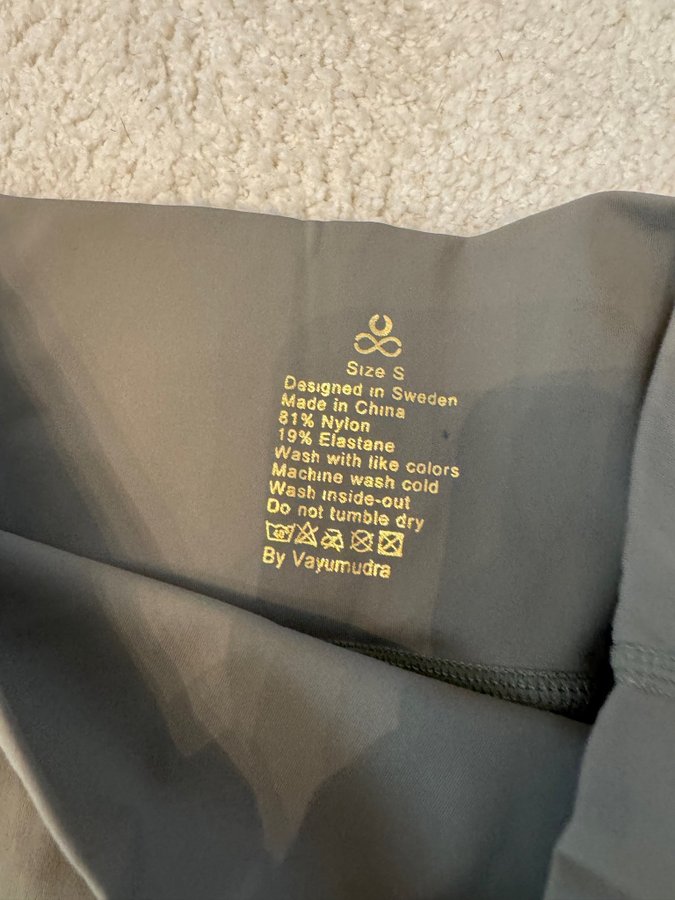 Size S
Designed in Sweden
Made in China
81% Nylon
19% Elastane
Wash with like colors
Machine wash cold
Wash inside-out
Do not tumble dry
By Vayumudra